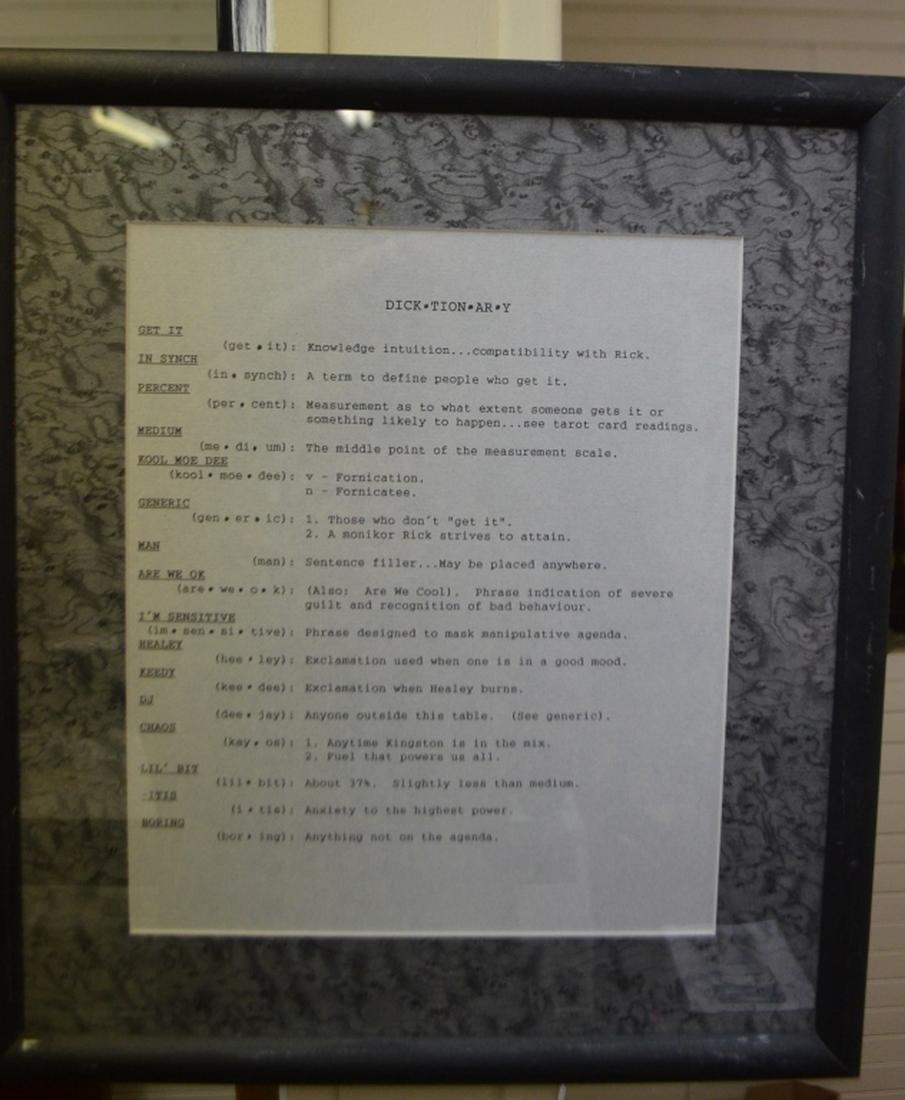 DICK•TION•AR•Y
GET IT
(get • it): Knowledge intuition...compatibility with Rick.
IN SYNCH
(in • synch): A term to define people who get it.
PERCENT
(per • cent): Measurement as to what extent someone gets it or
something likely to happen...see tarot card readings.
MEDIUM
(me • di • um): The middle point of the measurement scale.
KOOL MOE DEE
(kool • moe • dee): v - Fornication.
n - Fornicatee.
GENERIC
(gen • er • ic): 1. Those who don't "get it".
2. A monikor Rick strives to attain.
MAN
(man): Sentence filler...May be placed anywhere.
ARE WE OK
(are • we • o • k): (Also: Are We Cool). Phrase indication of severe
guilt and recognition of bad behaviour.
I'M SENSITIVE
(im • sen • si • tive): Phrase designed to mask manipulative agenda.
HEALEY
(hee • ley): Exclamation used when one is in a good mood.
KEEDY
(kee • dee): Exclamation when Healey burns.
DJ
(dee • jay): Anyone outside this table. (See generic).
CHAOS
(kay • os): 1. Anytime Kingston is in the mix.
2. Fuel that powers us all.
LIL' BIT
(lil • bit): About 37%. Slightly less than medium.
-ITIS
(i • tis): Anxiety to the highest power.
BORING
(bor • ing): Anything not on the agenda.